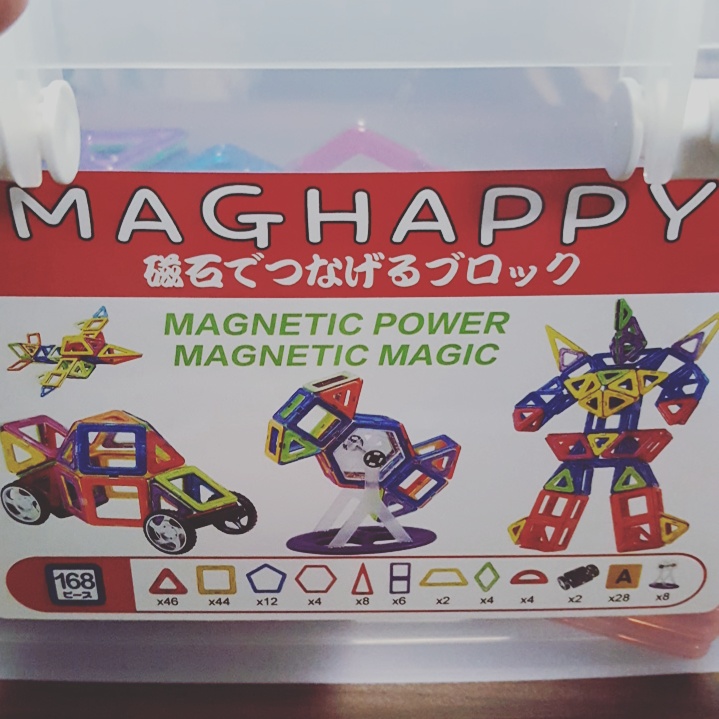 MAGHAPPY
磁石でつなげるブロック
MAGNETIC POWER
MAGNETIC MAGIC
168
ピース
A
x46 x44 x12 x4 x8 x6 x2 x4 x4 x2 x28 x8